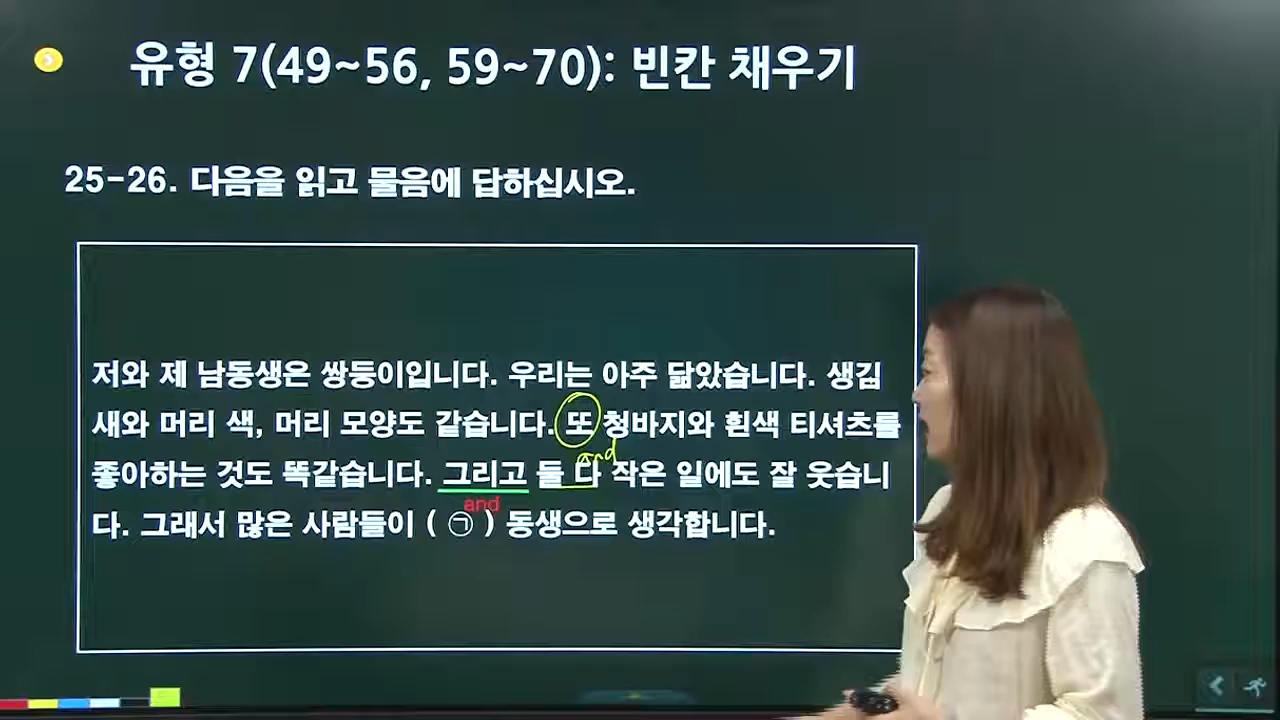 유형 7(49~56, 59~70): 빈칸 채우기
25-26. 다음을 읽고 물음에 답하십시오.
저와 제 남동생은 쌍둥이입니다. 우리는 아주 닮았습니다. 생김
새와 머리 색, 머리 모양도 같습니다. 또 청바지와 흰색 티셔츠를
and
좋아하는 것도 똑같습니다. 그리고 둘 다 작은 일에도 잘 웃습니
and
다. 그래서 많은 사람들이 ( ㉠ ) 동생으로 생각합니다.